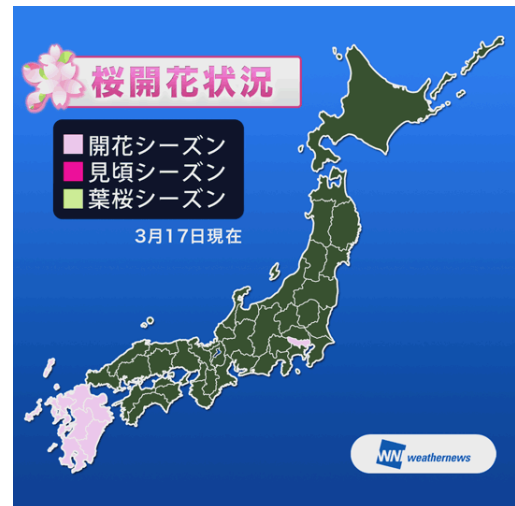 桜開花状況
開花シーズン
見頃シーズン
葉桜シーズン
3月17日現在
WNI weathernews